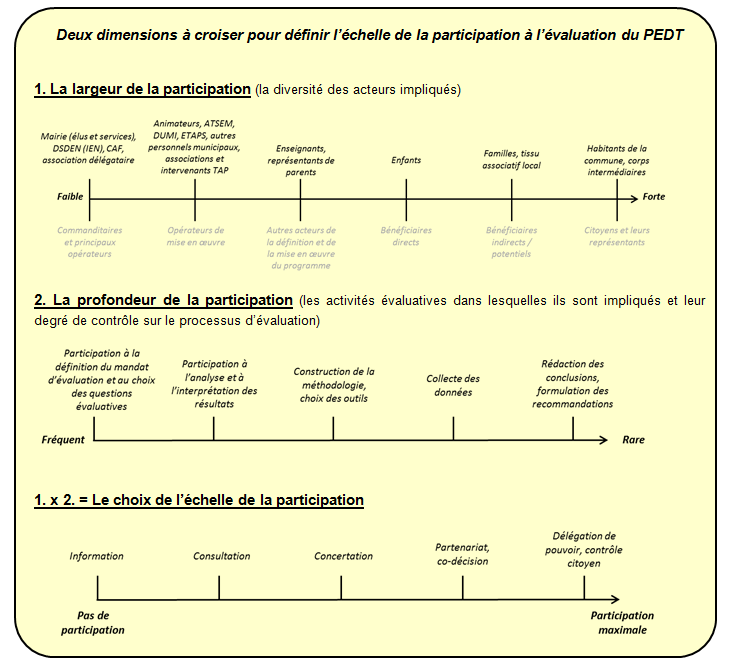 Deux dimensions à croiser pour définir l'échelle de la participation à l'évaluation du PEDT
1. La largeur de la participation (la diversité des acteurs impliqués)
Mairie (élus et services),
DSDEN (IEN), CAF,
association délégataire
Animateurs, ATSEM,
DUMI, ETAPS, autres
personnels municipaux,
associations et
intervenants TAP
Enseignants,
représentants de
parents
Enfants
Familles, tissu
associatif local
Habitants de la
commune, corps
intermédiaires
Faible
Forte
Commanditaires
et principaux
opérateurs
Opérateurs de
mise en œuvre
Autres acteurs de
la définition et de
la mise en œuvre
du programme
Bénéficiaires
directs
Bénéficiaires
indirects /
potentiels
Citoyens et leurs
représentants
2. La profondeur de la participation (les activités évaluatives dans lesquelles ils sont impliqués et leur
degré de contrôle sur le processus d'évaluation)
Participation à la
définition du mandat
d'évaluation et au choix
des questions
évaluatives
Participation à
l'analyse et à
l'interprétation des
résultats
Construction de la
méthodologie,
choix des outils
Collecte des
données
Rédaction des
conclusions,
formulation des
recommandations
Fréquent
Rare
1. x 2. = Le choix de l'échelle de la participation
Information
Consultation
Concertation
Partenariat,
co-décision
Délégation de
pouvoir, contrôle
citoyen
Pas de
participation
Participation
maximale